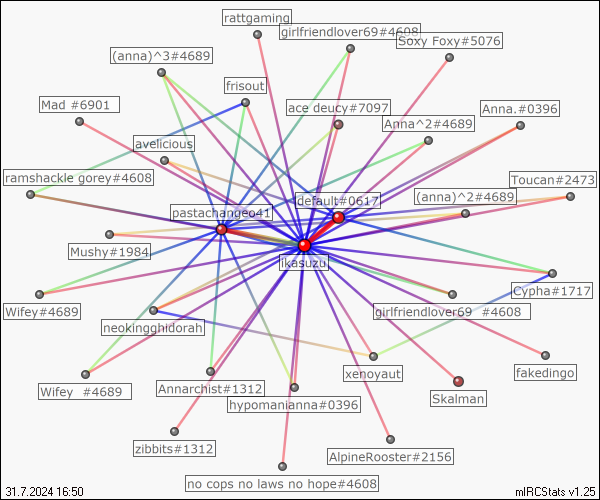 rattgaming
girlfriendlover69#4608
Soxy Foxy#5076
(anna)^3#4689
frisout
Mad #6901
ace deucy#7097
Anna.#0396
Anna^2#4689
avelicious
ramshackle gorey#4608
Toucan#2473
default#0617
(anna)^2#4689
pastachangeo41
Mushy#1984
ikasuzu
Cypha#1717
Wifey#4689
girlfriendlover69  #4608
neokingghidorah
xenoyaut
fakedingo
Wifey  #4689
Annarchist#1312
hypomanianna#0396
Skalman
zibbits#1312
AlpineRooster#2156
no cops no laws no hope#4608
31.7.2024 16:50
mIRCStats v1.25